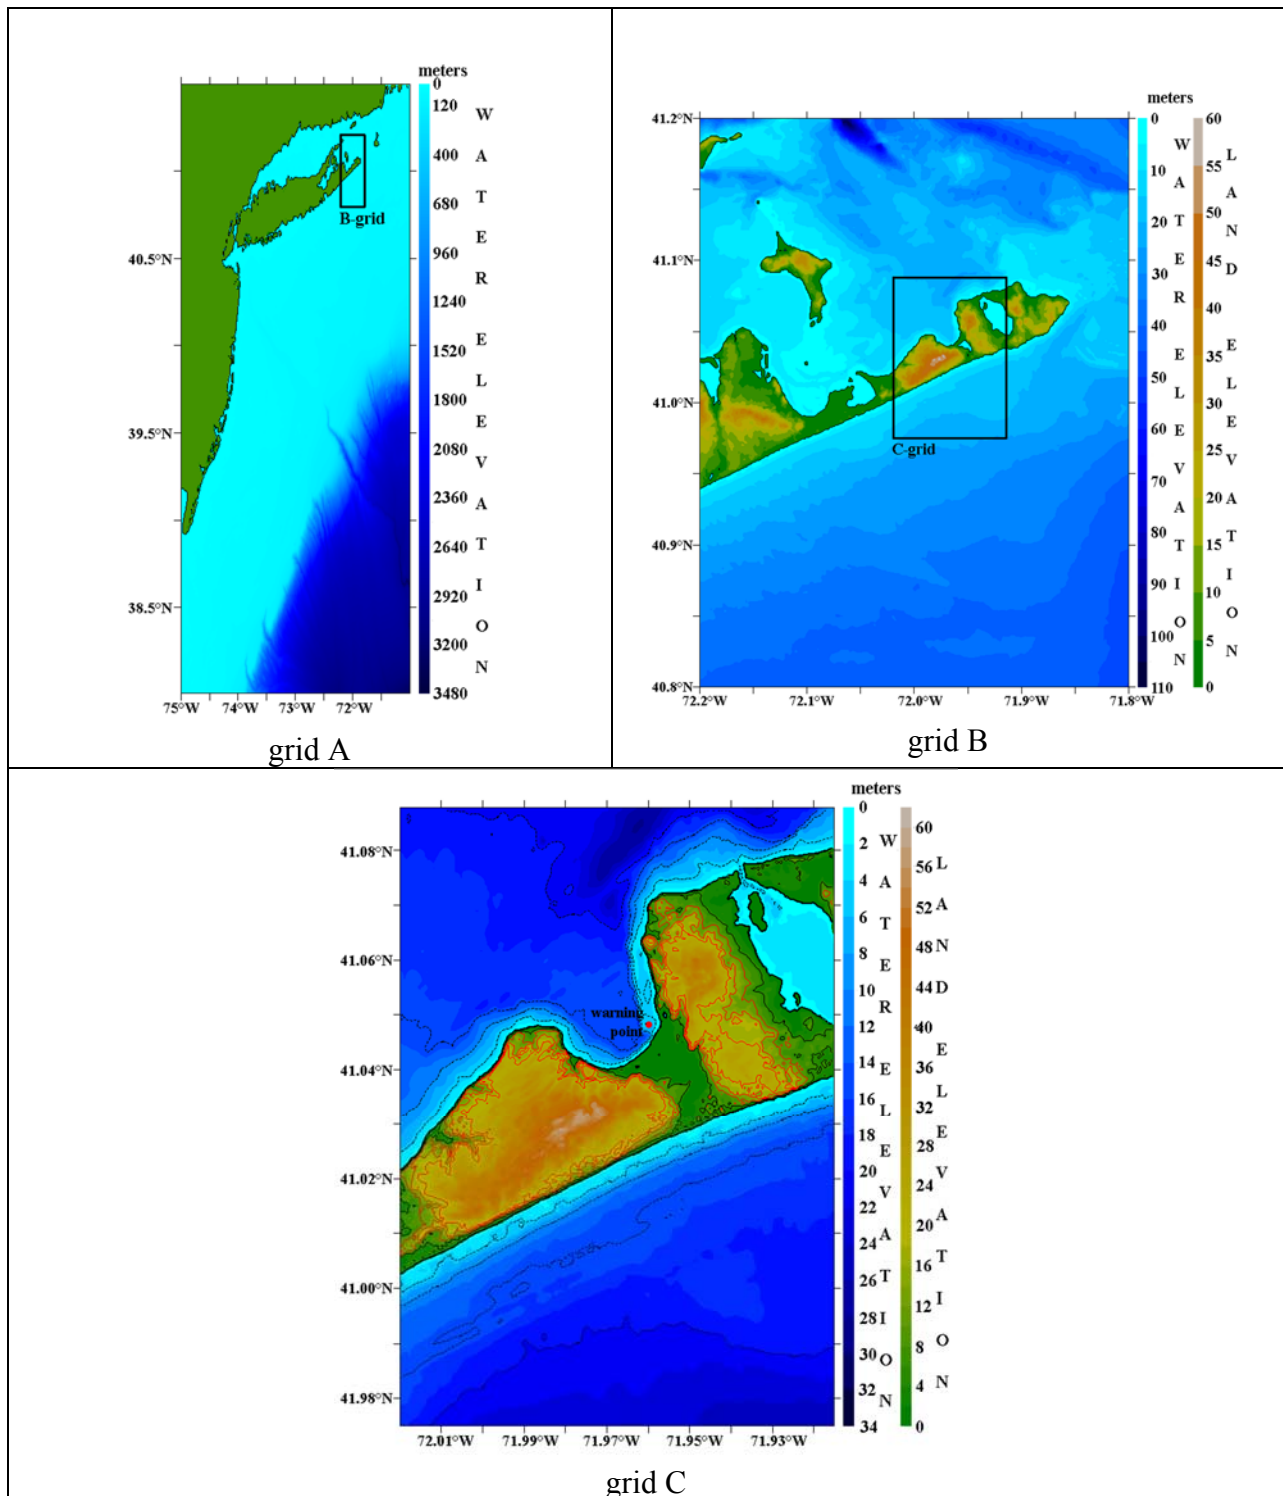 meters
0
120
400
680
960
1240
1520
1800
2080
2360
2640
2920
3200
3480
W
A
T
E
R
E
L
E
V
A
T
I
O
N
B-grid
40.5°N
39.5°N
38.5°N
75°W 74°W 73°W 72°W
grid A
meters
0
10
20
30
40
50
60
70
80
90
100
110
W
A
T
E
R
E
L
E
V
A
T
I
O
N
60
55
50
45
40
35
30
25
20
15
10
5
0
L
A
N
D
E
L
E
V
A
T
I
O
N
41.2°N
41.1°N
41.0°N
40.9°N
40.8°N
C-grid
72.2°W 72.1°W 72.0°W 71.9°W 71.8°W
grid B
meters
0
2
4
6
8
10
12
14
16
18
20
22
24
26
28
30
32
34
W
A
T
E
R
E
L
E
V
A
T
I
O
N
60
56
52
48
44
40
36
32
28
24
20
16
12
8
4
0
L
A
N
D
E
L
E
V
A
T
I
O
N
41.08°N
41.06°N
41.04°N
41.02°N
41.00°N
41.98°N
warning
point
72.01°W 71.99°W 71.97°W 71.95°W 71.93°W
grid C